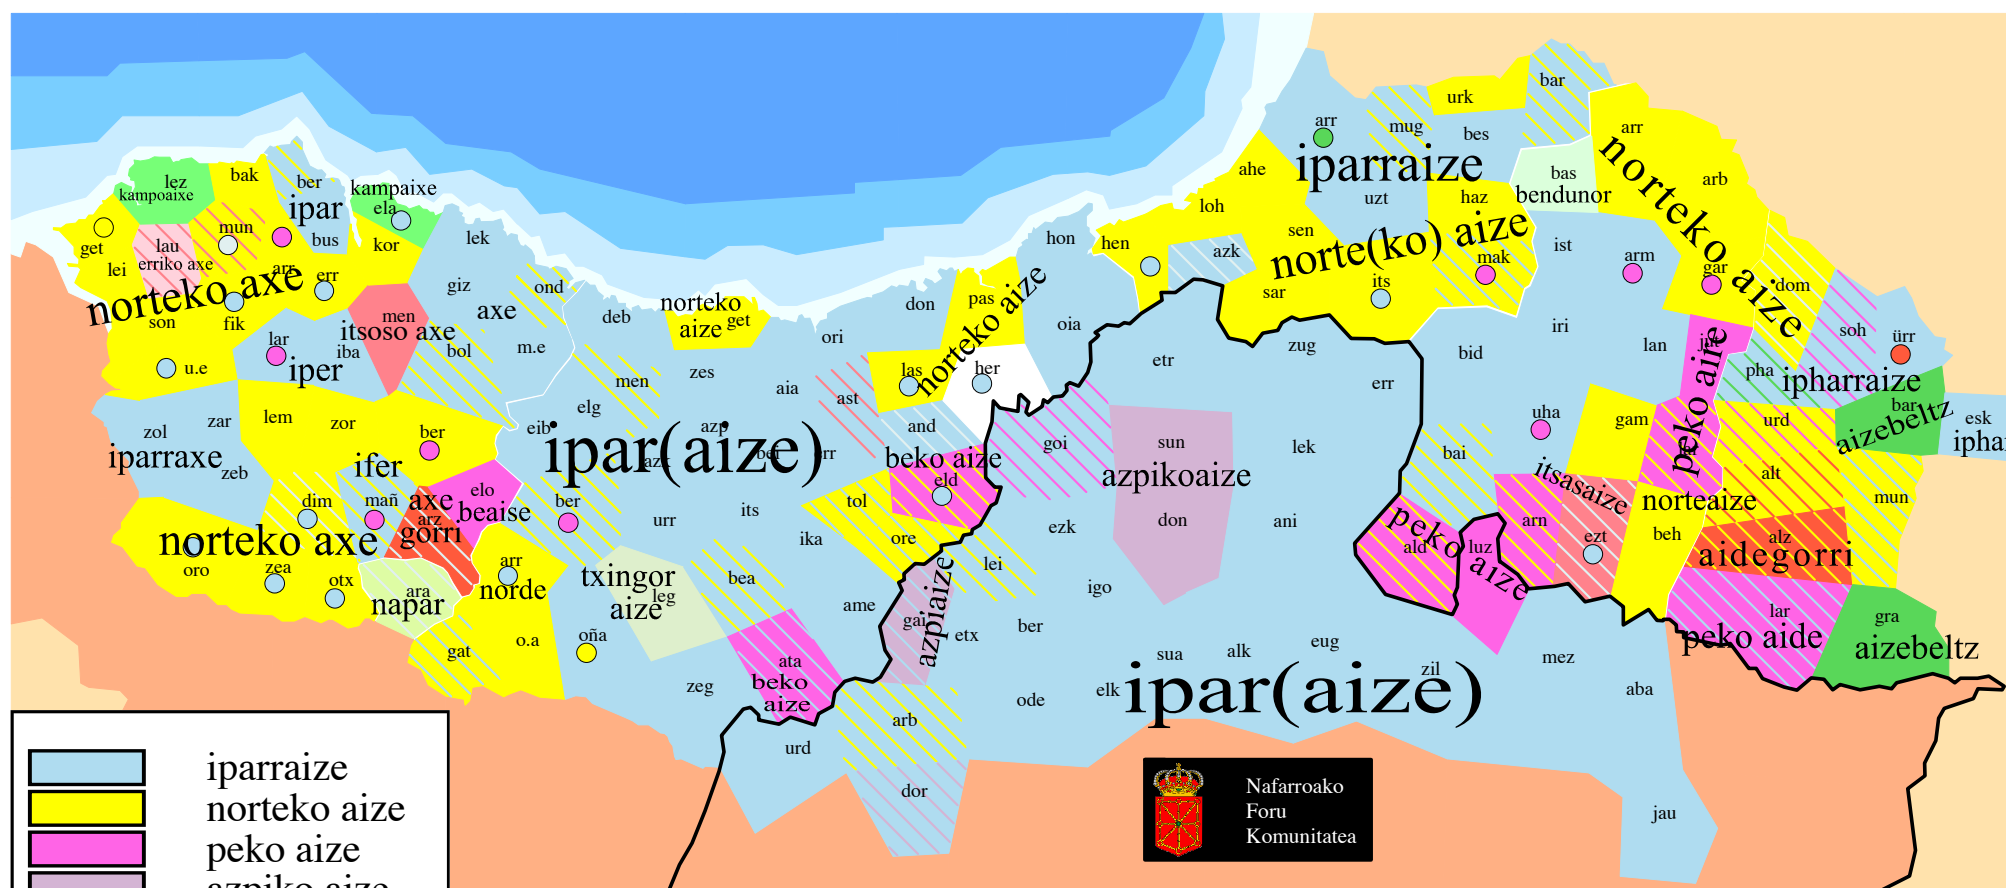 bar
urk
arr
mug
bes
arr
iparraize
norteko aize
bak
lez
ber
kampaixe
kampoaixe
ela
ipar
ahe
bas
bendunor
arb
uzt
haz
loh
mun
bus
kor
lek
hon
hen
sen
norte(ko) aize
get
lau
erriko axe
azk
ist
mak
arm
lei
arr
err
gar
norteko axe
giz
ond
sar
its
dom
son
fik
men
itsoso axe
axe
deb
norteko
aize
get
don
pas
norteko aize
oia
iri
soh
ürr
lar
iba
bol
m.e
ori
zug
bid
lan
jut
peko aire
u.e
iper
men
zes
las
her
etr
err
pha
ipharraize
aia
ast
bar
aizebeltz
zol
zar
lem
zor
ber
eib
elg
azp
and
uha
gam
urd
esk
iphar
iparraxe
zeb
ifer
ipar(aize)
azk
bei
err
beko aize
goi
sun
azpikoaize
lek
bai
itsasaize
alt
dim
mañ
axe
gorri
arz
elo
beaise
ber
eld
tol
norteaize
mun
norteko axe
urr
its
ika
ore
ezk
don
ani
peko
aize
ald
luz
arn
ezt
beh
alz
aidegorri
oro
zea
otx
ara
napar
arr
norde
txingor
aize
leg
bea
lei
azpiaize
gai
etx
igo
ame
ber
lar
peko aide
gra
aizebeltz
gat
o.a
oña
ata
beko
aize
zeg
sua
alk
eug
zil
mez
elk
ipar(aize)
ode
aba
arb
urd
dor
jau
iparraize
norteko aize
peko aize
azpiko aize
Nafarroako
Foru
Komunitatea